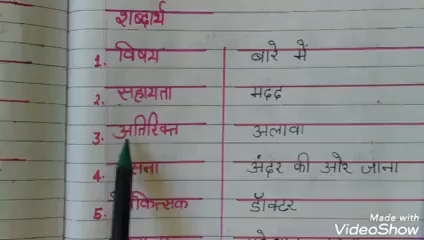 शब्दार्थ
1. विषय बारे में
2. सहायता मदद
3. अतिरिक्त अलावा
4. अंदर की ओर जाना
5. डॉक्टर
Made with
VideoShow